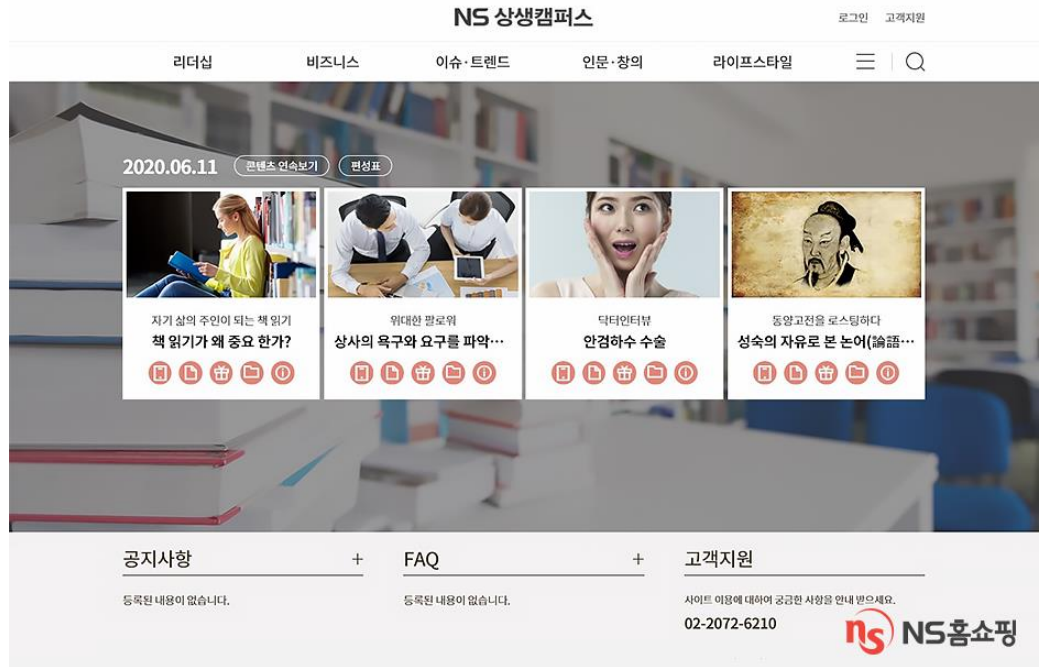 NS 상생캠퍼스
로그인 고객지원
리더십 비즈니스 이슈·트렌드 인문·창의 라이프스타일
2020.06.11 콘텐츠 연속보기 편성표
자기 삶의 주인이 되는 책 읽기
책 읽기가 왜 중요 한가?
위대한 팔로워
상사의 욕구와 요구를 파악···
닥터인터뷰
안검하수 수술
동양고전을 로스팅하다
성숙의 자유로 본 논어(論語···
공지사항 +
등록된 내용이 없습니다.
FAQ +
등록된 내용이 없습니다.
고객지원
사이트 이용에 대하여 궁금한 사항을 안내 받으세요.
02-2072-6210
ns NS홈쇼핑